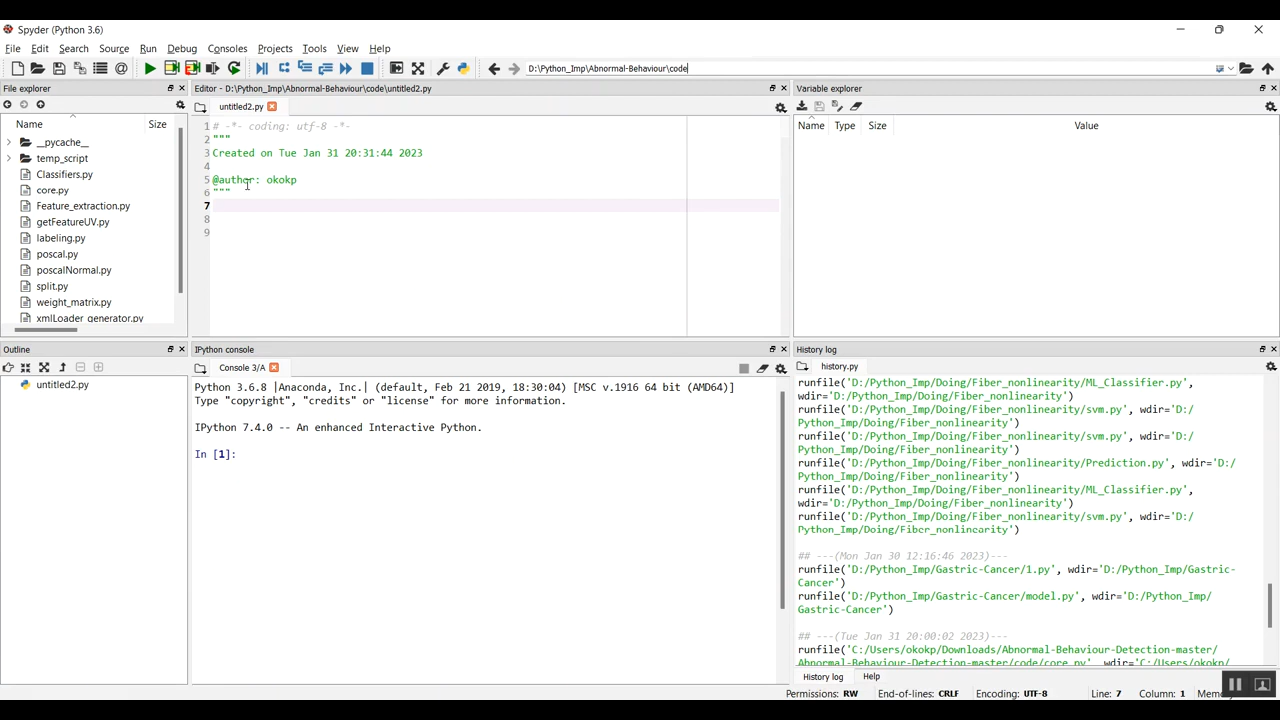 Spyder (Python 3.6)
File Edit Search Source Run Debug Consoles Projects Tools View Help
D:\Python_Imp\Abnormal-Behaviour\code
File explorer
Name Size
__pycache__
temp_script
Classifiers.py
core.py
Feature_extraction.py
getFeatureUV.py
labeling.py
poscal.py
poscalNormal.py
split.py
weight_matrix.py
xmlLoader_generator.py
Outline
untitled2.py
Editor - D:\Python_Imp\Abnormal-Behaviour\code\untitled2.py
untitled2.py
1 # -*- coding: utf-8 -*-
2 """
3 Created on Tue Jan 31 20:31:44 2023
4
5 @author: okokp
6 """
7
8
9
IPython console
Console 3/A
Python 3.6.8 |Anaconda, Inc.| (default, Feb 21 2019, 18:30:04) [MSC v.1916 64 bit (AMD64)]
Type "copyright", "credits" or "license" for more information.
IPython 7.4.0 -- An enhanced Interactive Python.
In [1]:
Variable explorer
Name Type Size Value
History log
history.py
runfile('D:/Python_Imp/Doing/Fiber_nonlinearity/ML_Classifier.py',
wdir='D:/Python_Imp/Doing/Fiber_nonlinearity')
runfile('D:/Python_Imp/Doing/Fiber_nonlinearity/svm.py', wdir='D:/
Python_Imp/Doing/Fiber_nonlinearity')
runfile('D:/Python_Imp/Doing/Fiber_nonlinearity/svm.py', wdir='D:/
Python_Imp/Doing/Fiber_nonlinearity')
runfile('D:/Python_Imp/Doing/Fiber_nonlinearity/Prediction.py', wdir='D:/
Python_Imp/Doing/Fiber_nonlinearity')
runfile('D:/Python_Imp/Doing/Fiber_nonlinearity/ML_Classifier.py',
wdir='D:/Python_Imp/Doing/Fiber_nonlinearity')
runfile('D:/Python_Imp/Doing/Fiber_nonlinearity/svm.py', wdir='D:/
Python_Imp/Doing/Fiber_nonlinearity')
## ---(Mon Jan 30 12:16:46 2023)---
runfile('D:/Python_Imp/Gastric-Cancer/1.py', wdir='D:/Python_Imp/Gastric-
Cancer')
runfile('D:/Python_Imp/Gastric-Cancer/model.py', wdir='D:/Python_Imp/
Gastric-Cancer')
## ---(Tue Jan 31 20:00:02 2023)---
runfile('C:/Users/okokp/Downloads/Abnormal-Behaviour-Detection-master/
Abnormal-Behaviour-Detection-master/code/core.py', wdir='C:/Users/okokp/
History log Help
Permissions: RW End-of-lines: CRLF Encoding: UTF-8 Line: 7 Column: 1